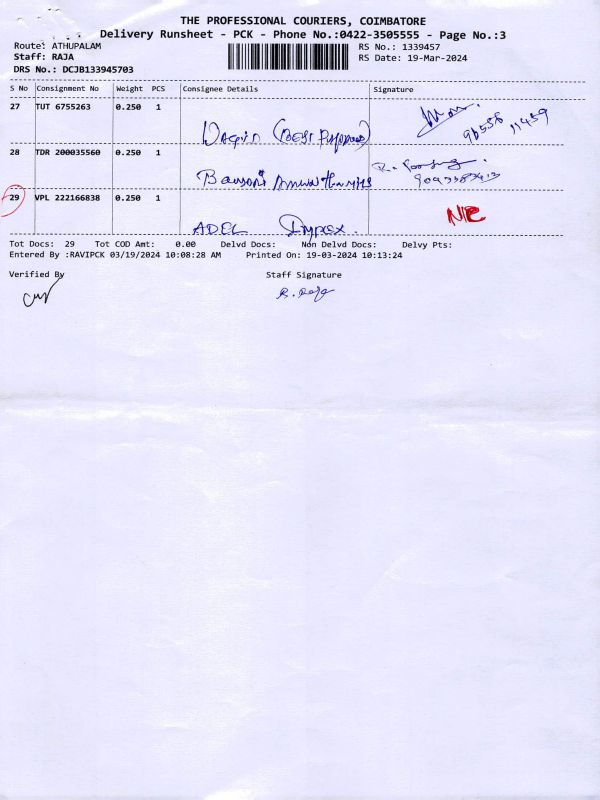 THE PROFESSIONAL COURIERS, COIMBATORE
Delivery Runsheet - PCK - Phone No.:0422-3505555 - Page No.:3
Route: ATHUPALAM
Staff: RAJA
DRS No.: DCJB133945703
RS No.: 1339457
RS Date: 19-Mar-2024
S No Consignment No Weight PCS Consignee Details Signature
27 TUT 6755263 0.250 1
98558 11459
28 TDR 200035560 0.250 1
29 VPL 222166838 0.250 1
ADEL
Tot Docs: 29 Tot COD Amt: 0.00 Delvd Docs: Non Delvd Docs: Delvy Pts:
Entered By :RAVIPCK 03/19/2024 10:08:28 AM Printed On: 19-03-2024 10:13:24
Verified By Staff Signature
R. Raja